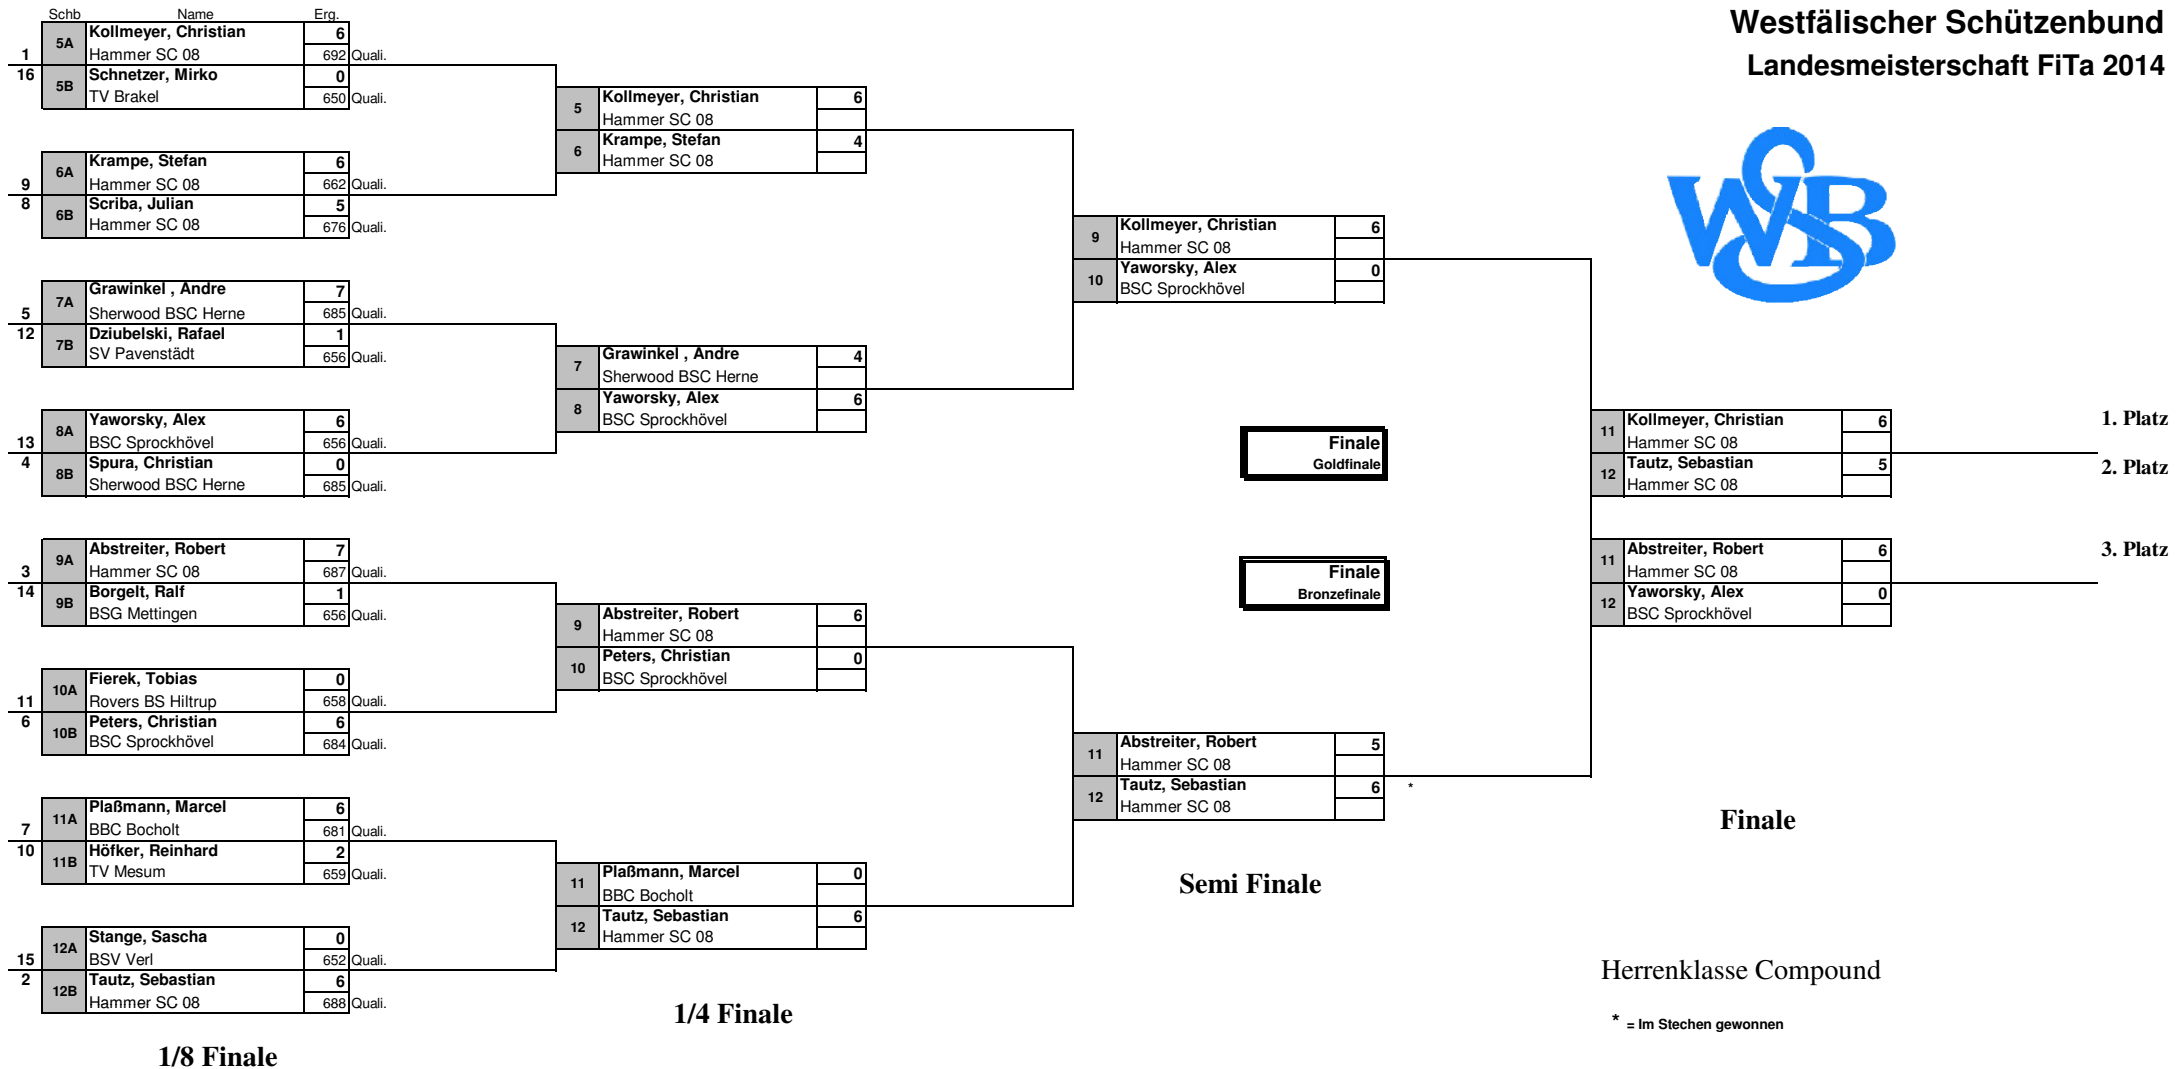 Westfälischer Schützenbund
Landesmeisterschaft FiTa 2014
WSB
Schb Name Erg.
5A Kollmeyer, Christian 6
1 Hammer SC 08 692 Quali.
16 5B Schnetzer, Mirko 0
TV Brakel 650 Quali.
6A Krampe, Stefan 6
9 Hammer SC 08 662 Quali.
8 6B Scriba, Julian 5
Hammer SC 08 676 Quali.
7A Grawinkel , Andre 7
5 Sherwood BSC Herne 685 Quali.
12 7B Dziubelski, Rafael 1
SV Pavenstädt 656 Quali.
8A Yaworsky, Alex 6
13 BSC Sprockhövel 656 Quali.
4 8B Spura, Christian 0
Sherwood BSC Herne 685 Quali.
9A Abstreiter, Robert 7
3 Hammer SC 08 687 Quali.
14 9B Borgelt, Ralf 1
BSG Mettingen 656 Quali.
10A Fierek, Tobias 0
11 Rovers BS Hiltrup 658 Quali.
6 10B Peters, Christian 6
BSC Sprockhövel 684 Quali.
11A Plaßmann, Marcel 6
7 BBC Bocholt 681 Quali.
10 11B Höfker, Reinhard 2
TV Mesum 659 Quali.
12A Stange, Sascha 0
15 BSV Verl 652 Quali.
2 12B Tautz, Sebastian 6
Hammer SC 08 688 Quali.
1/8 Finale
5 Kollmeyer, Christian 6
Hammer SC 08
6 Krampe, Stefan 4
Hammer SC 08
7 Grawinkel , Andre 4
Sherwood BSC Herne
8 Yaworsky, Alex 6
BSC Sprockhövel
9 Abstreiter, Robert 6
Hammer SC 08
10 Peters, Christian 0
BSC Sprockhövel
11 Plaßmann, Marcel 0
BBC Bocholt
12 Tautz, Sebastian 6
Hammer SC 08
1/4 Finale
9 Kollmeyer, Christian 6
Hammer SC 08
10 Yaworsky, Alex 0
BSC Sprockhövel
11 Abstreiter, Robert 5
Hammer SC 08
12 Tautz, Sebastian 6 *
Hammer SC 08
Semi Finale
Finale
Goldfinale
11 Kollmeyer, Christian 6 1. Platz
Hammer SC 08
12 Tautz, Sebastian 5 2. Platz
Hammer SC 08
Finale
Bronzefinale
11 Abstreiter, Robert 6 3. Platz
Hammer SC 08
12 Yaworsky, Alex 0
BSC Sprockhövel
Finale
Herrenklasse Compound
* = Im Stechen gewonnen